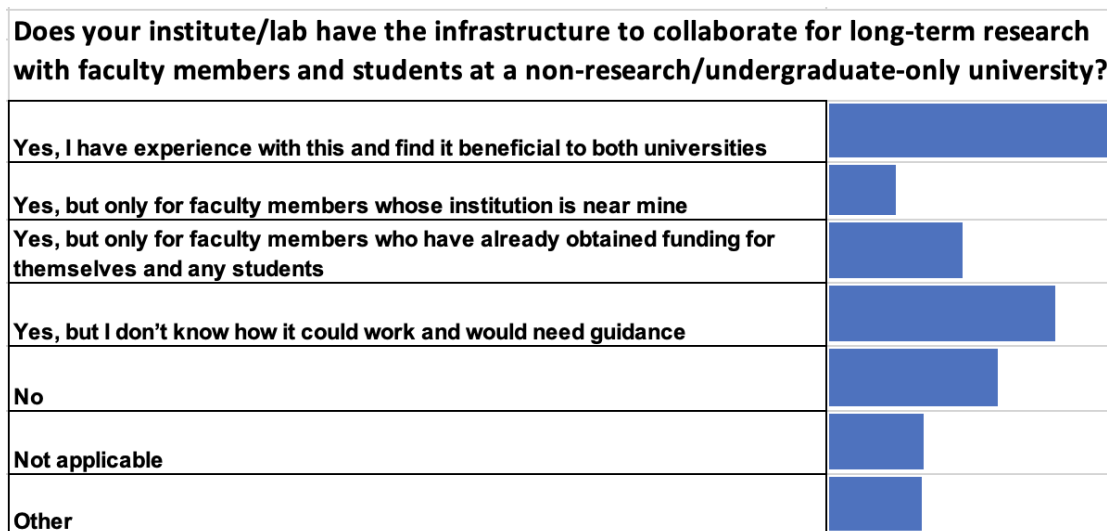 Does your institute/lab have the infrastructure to collaborate for long-term research
with faculty members and students at a non-research/undergraduate-only university?
Yes, I have experience with this and find it beneficial to both universities
Yes, but only for faculty members whose institution is near mine
Yes, but only for faculty members who have already obtained funding for
themselves and any students
Yes, but I don’t know how it could work and would need guidance
No
Not applicable
Other